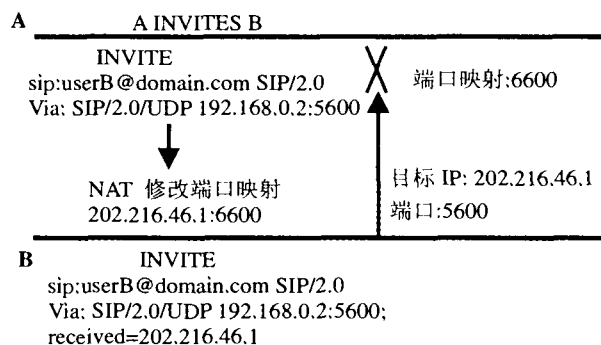 A A INVITES B
INVITE
sip:userB@domain.com SIP/2.0
Via: SIP/2.0/UDP 192.168.0.2:5600
端口映射:6600
NAT 修改端口映射
202.216.46.1:6600
目标 IP: 202.216.46.1
端口:5600
B INVITE
sip:userB@domain.com SIP/2.0
Via: SIP/2.0/UDP 192.168.0.2:5600;
received=202.216.46.1